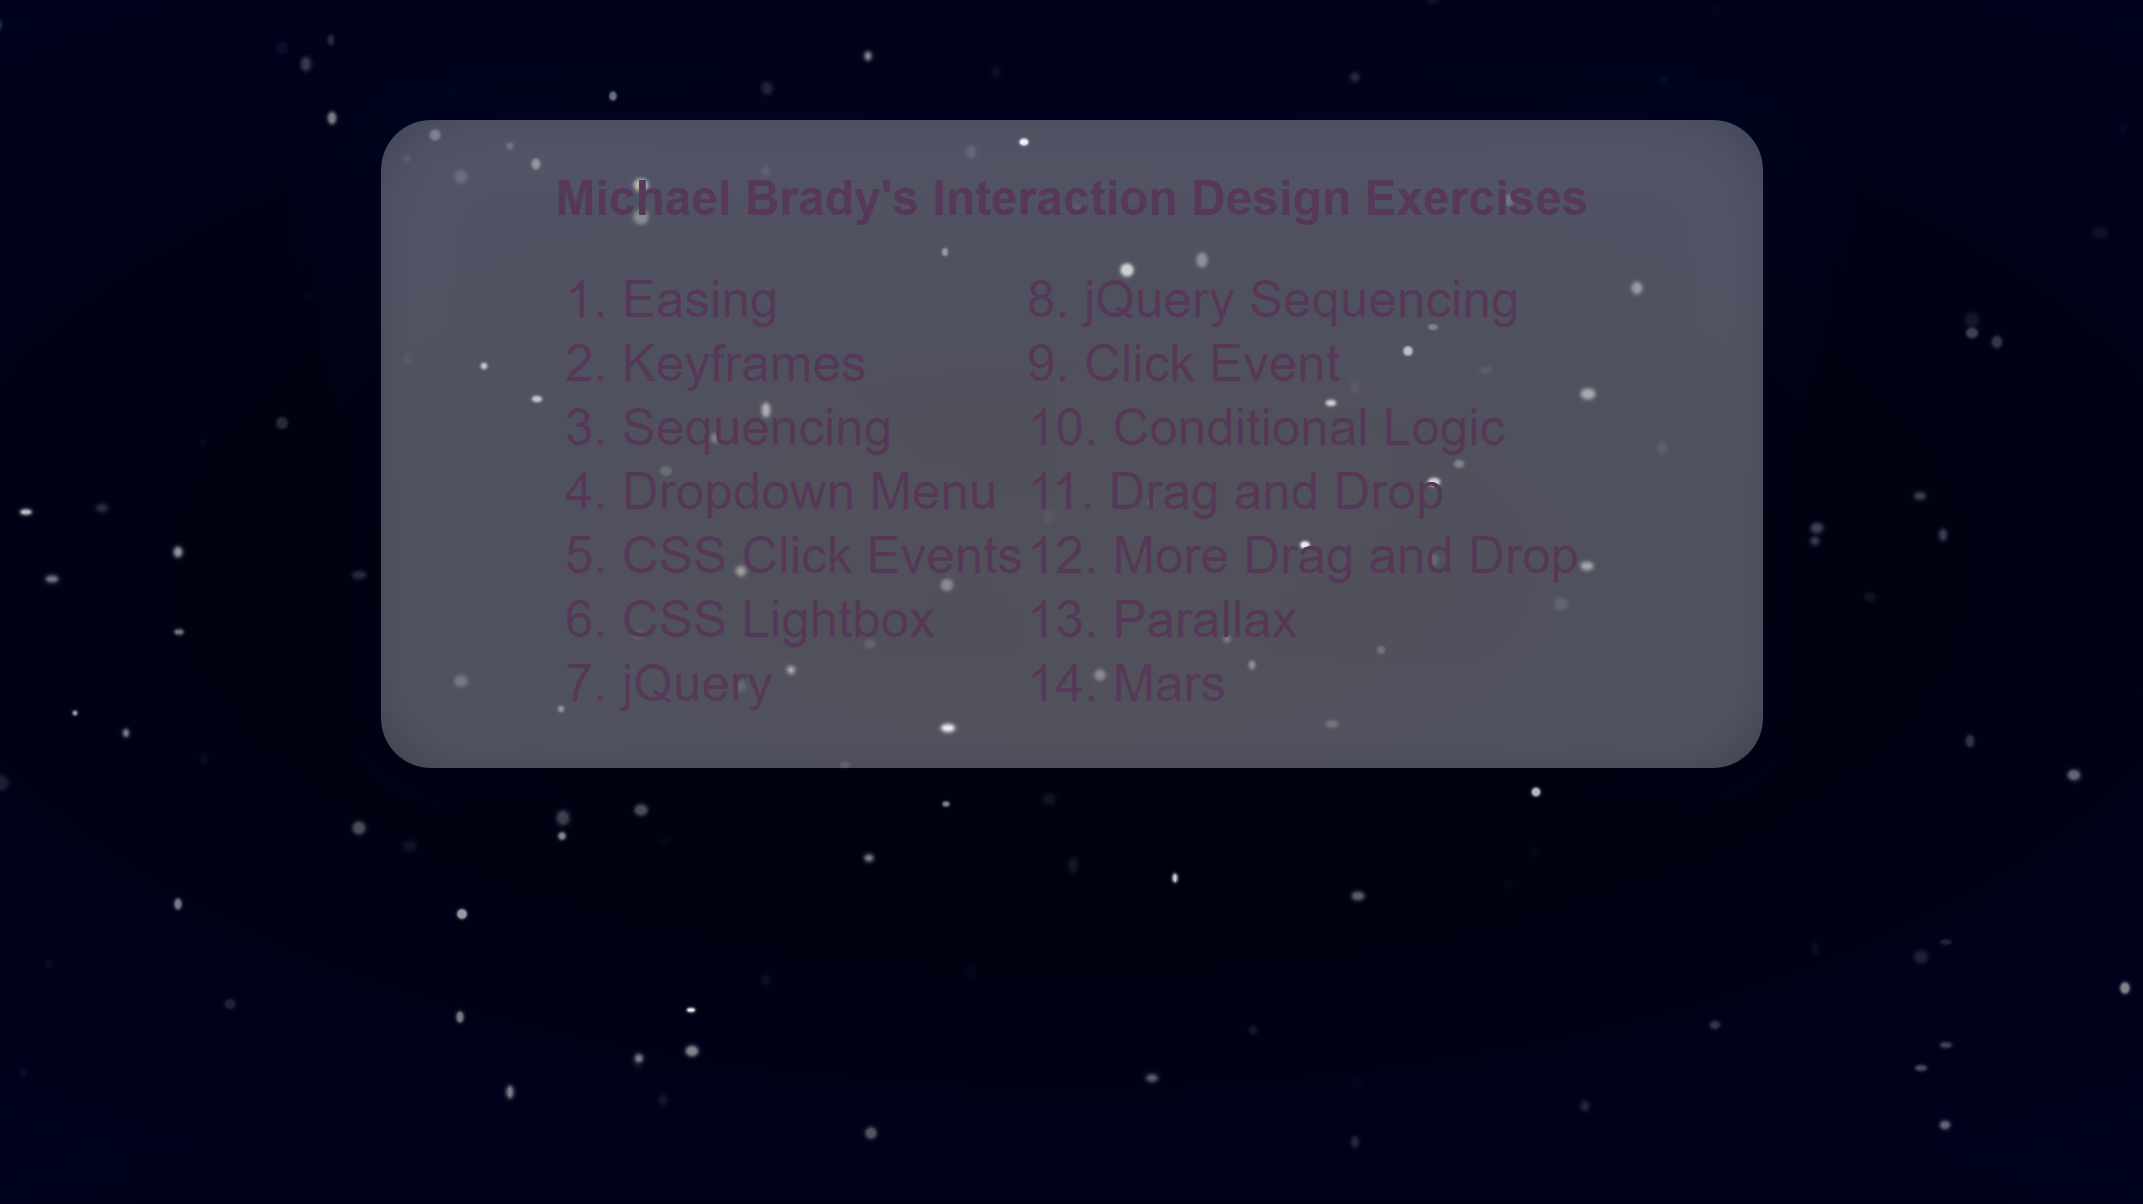 Michael Brady's Interaction Design Exercises
1. Easing
2. Keyframes
3. Sequencing
4. Dropdown Menu
5. CSS Click Events
6. CSS Lightbox
7. jQuery
8. jQuery Sequencing
9. Click Event
10. Conditional Logic
11. Drag and Drop
12. More Drag and Drop
13. Parallax
14. Mars